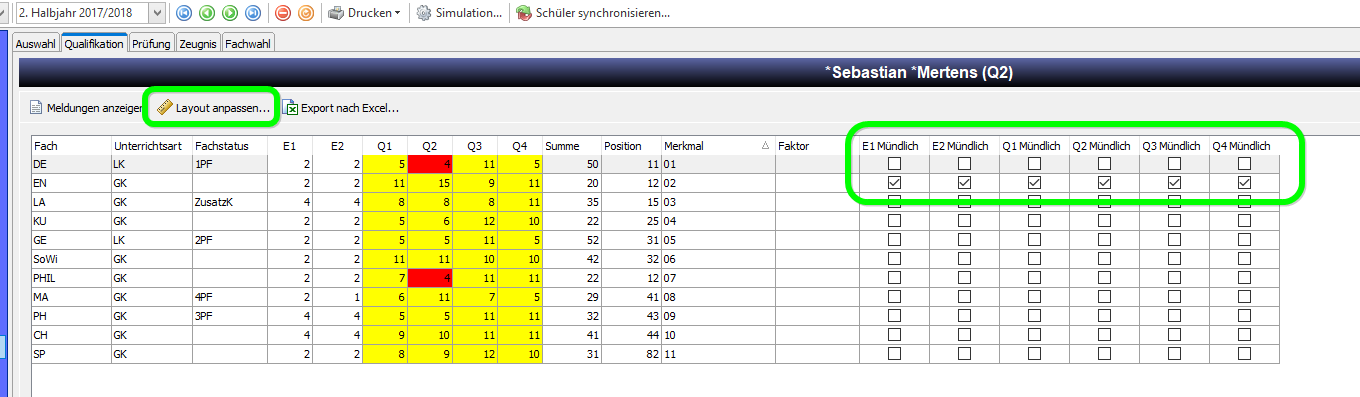 2. Halbjahr 2017/2018 Drucken Simulation... Schüler synchronisieren...
Auswahl Qualifikation Prüfung Zeugnis Fachwahl
*Sebastian *Mertens (Q2)
Meldungen anzeigen Layout anpassen... Export nach Excel...
Fach Unterrichtsart Fachstatus E1 E2 Q1 Q2 Q3 Q4 Summe Position Merkmal Faktor E1 Mündlich E2 Mündlich Q1 Mündlich Q2 Mündlich Q3 Mündlich Q4 Mündlich
DE LK 1PF 2 2 5 4 11 5 50 11 01
EN GK 2 2 11 15 9 11 20 12 02
LA GK ZusatzK 4 4 8 8 8 11 35 15 03
KU GK 2 2 5 6 12 10 22 25 04
GE LK 2PF 2 2 5 5 11 5 52 31 05
SoWi GK 2 2 11 11 10 10 42 32 06
PHIL GK 2 2 7 4 11 11 22 12 07
MA GK 4PF 2 1 6 11 7 5 29 41 08
PH GK 3PF 4 4 5 5 11 11 32 43 09
CH GK 4 4 9 10 11 11 41 44 10
SP GK 2 2 8 9 12 10 31 82 11